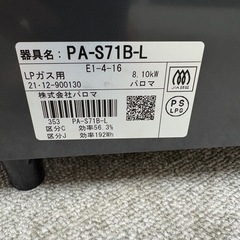 器具名: PA-S71B-L
E1-4-16
LPガス用 8.10kW
21・12-900130 パロマ
株式会社パロマ
353 PA-S71B-L
区分C 効率56.3%
区分J 効率192Wh
PS
LPG